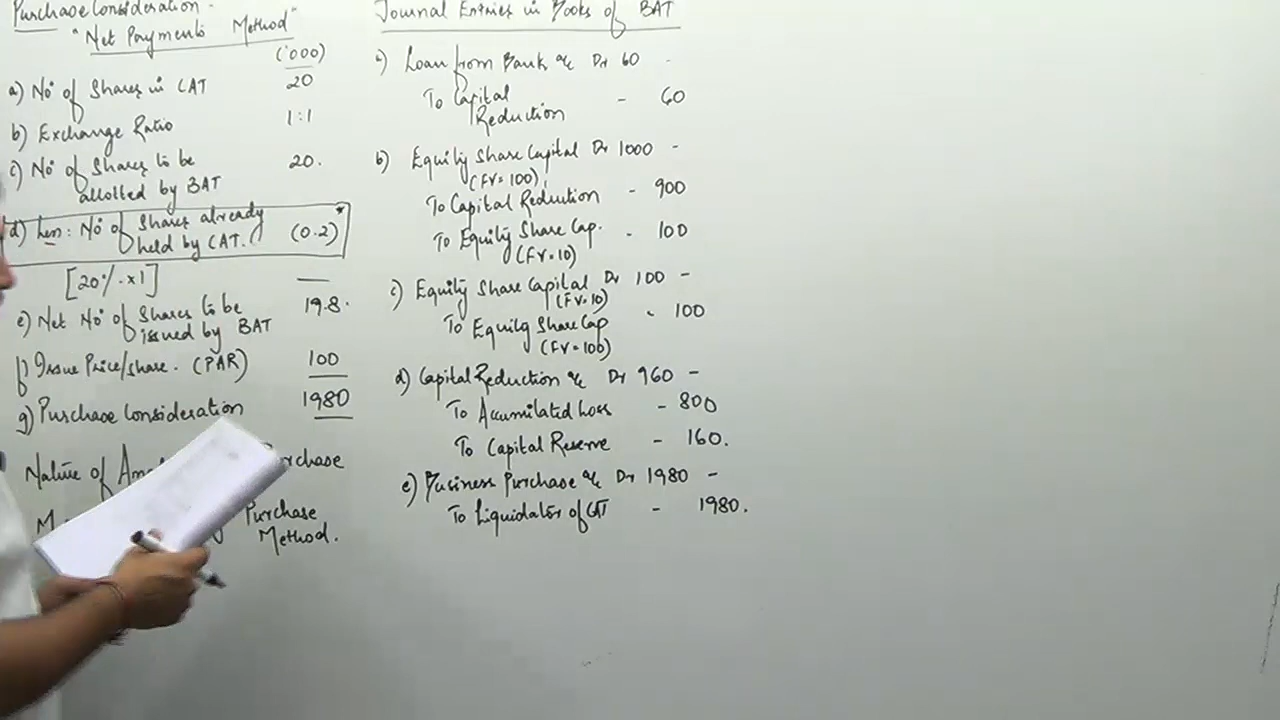 Purchase Consideration -
"Net Payments Method"
('000)
a) No of Shares in CAT 20
b) Exchange Ratio 1:1
c) No of Shares to be 20.
allotted by BAT
d) Less: No of Shares already
held by CAT. (0.2)*
[20%.x1]
e) Net No of Shares to be 19.8.
issued by BAT
f) Issue Price/share. (PAR) 100
g) Purchase Consideration 1980
Nature of
Purchase
Method.
Journal Entries in Books of BAT
Loan from Bank a/c Dr 60 -
To Capital - 60
Reduction
b) Equity Share Capital Dr 1000 -
(FV=100)
To Capital Reduction - 900
To Equity Share Cap. - 100
(FV=10)
c) Equity Share Capital Dr 100 -
(FV=10)
To Equity Share Cap - 100
(FV=100)
d) Capital Reduction a/c Dr 960 -
To Accumilated Loss - 800
To Capital Reserve - 160.
e) Business Purchase a/c Dr 1980 -
To Liquidator of CAT - 1980.